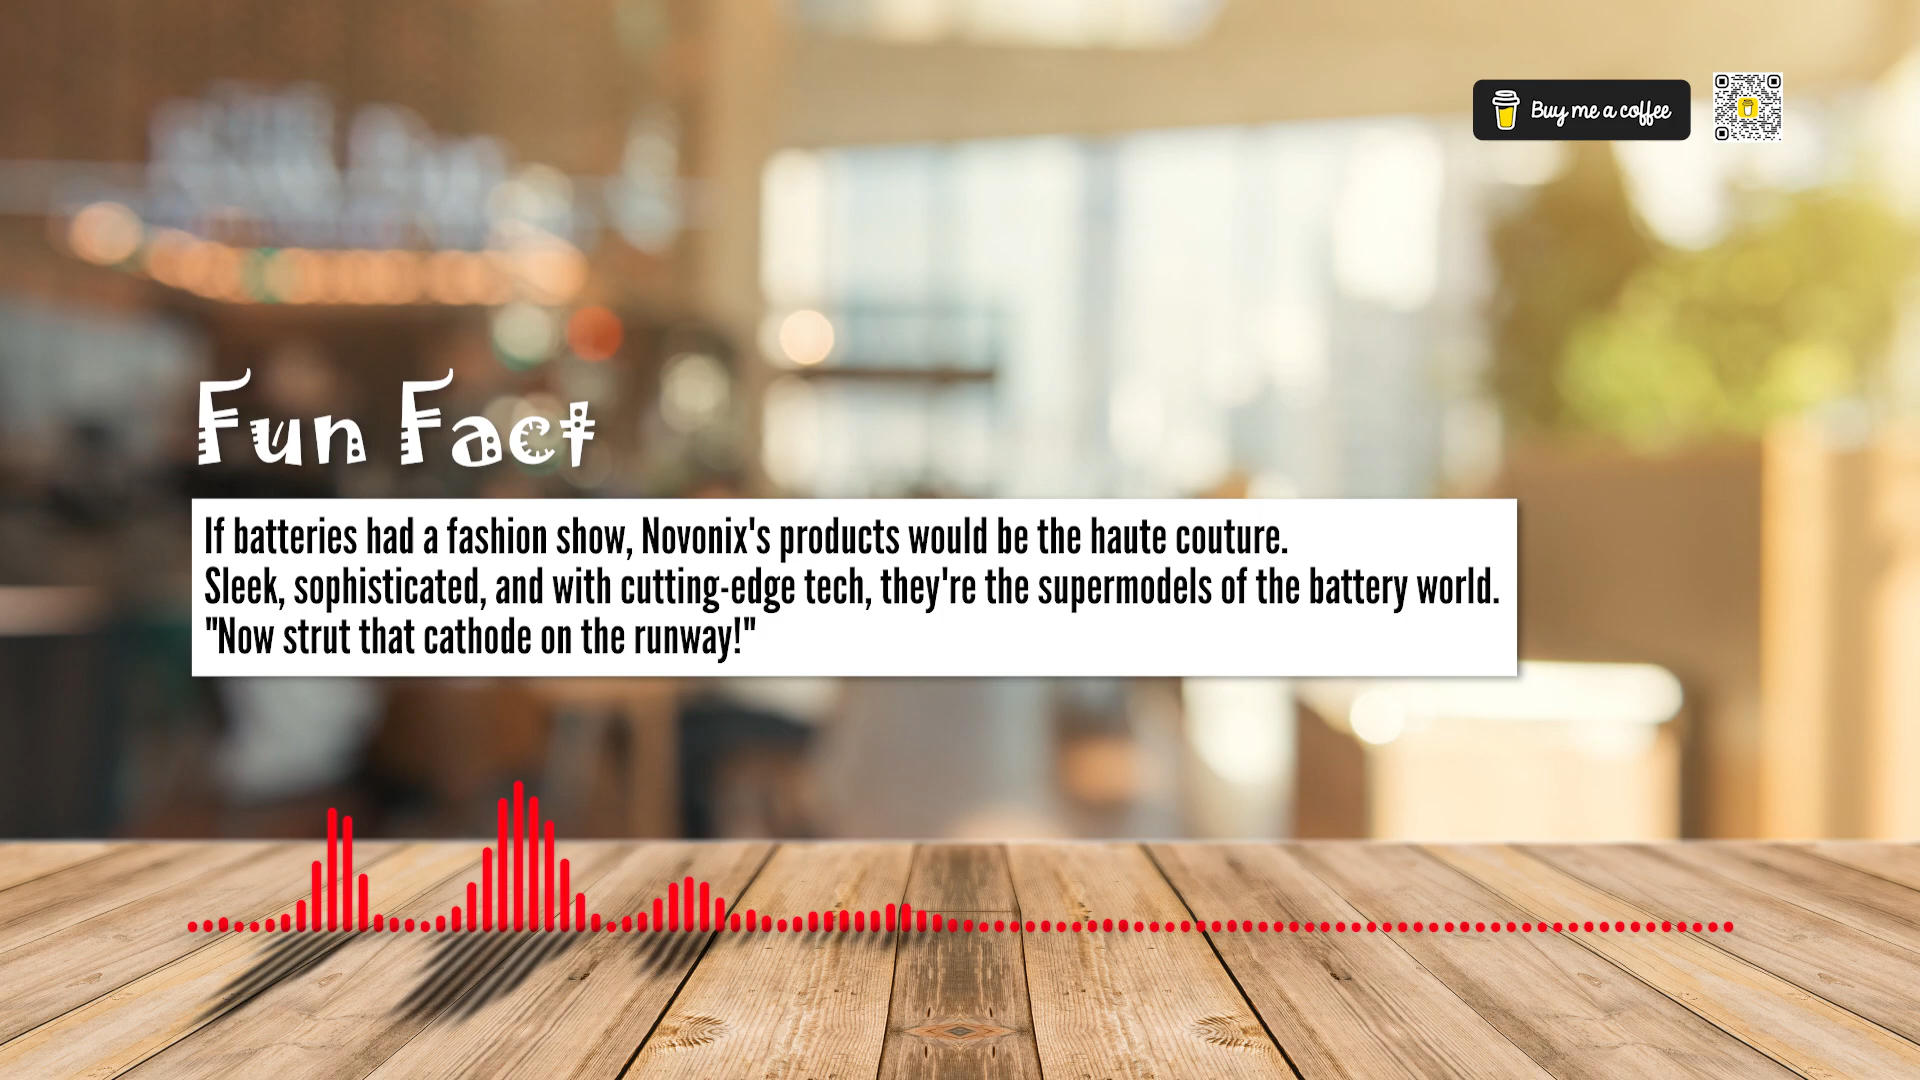 Buy me a coffee
Fun Fact
If batteries had a fashion show, Novonix's products would be the haute couture.
Sleek, sophisticated, and with cutting-edge tech, they're the supermodels of the battery world.
"Now strut that cathode on the runway!"